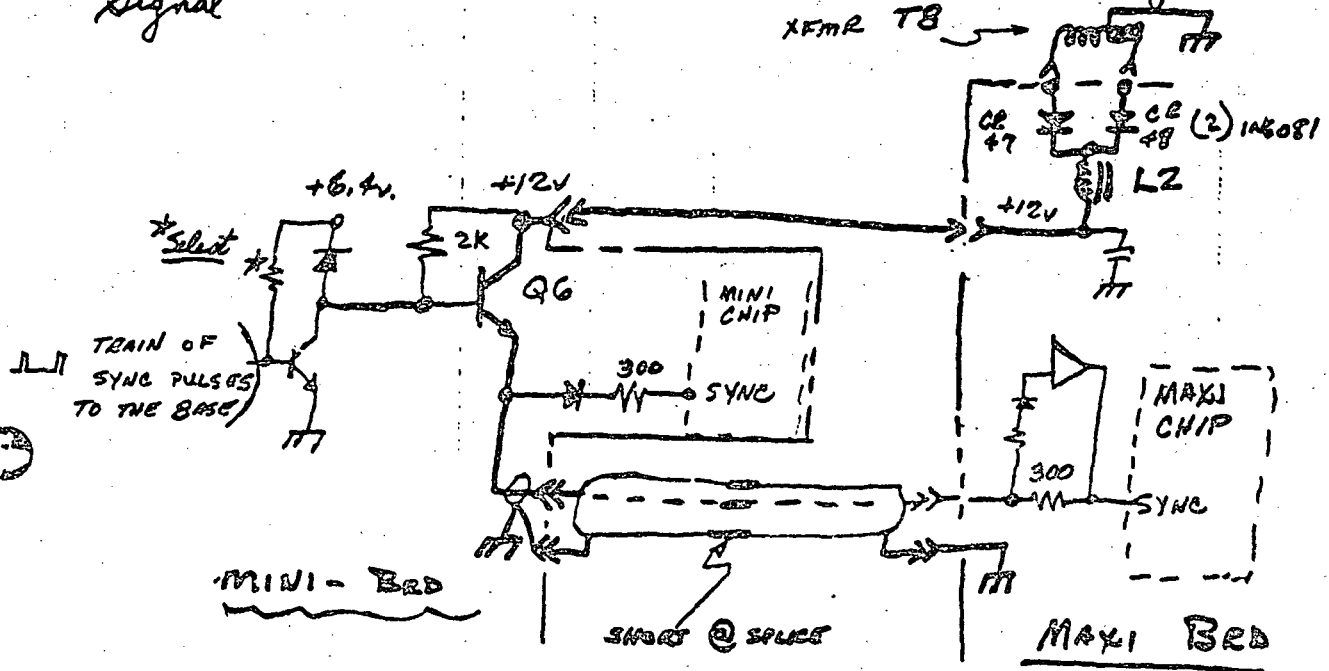 Signal
XFMR T8
CR 47
CR 48
(2) 1N6081
L2
+12v
+6.4v.
+12v
*Select
*
2K
Q6
MINI CHIP
TRAIN OF
SYNC PULSES
TO THE BASE
300
SYNC
MAXI CHIP
300
SYNC
MINI - BRD
SHORT @ SPLICE
MAXI BRD